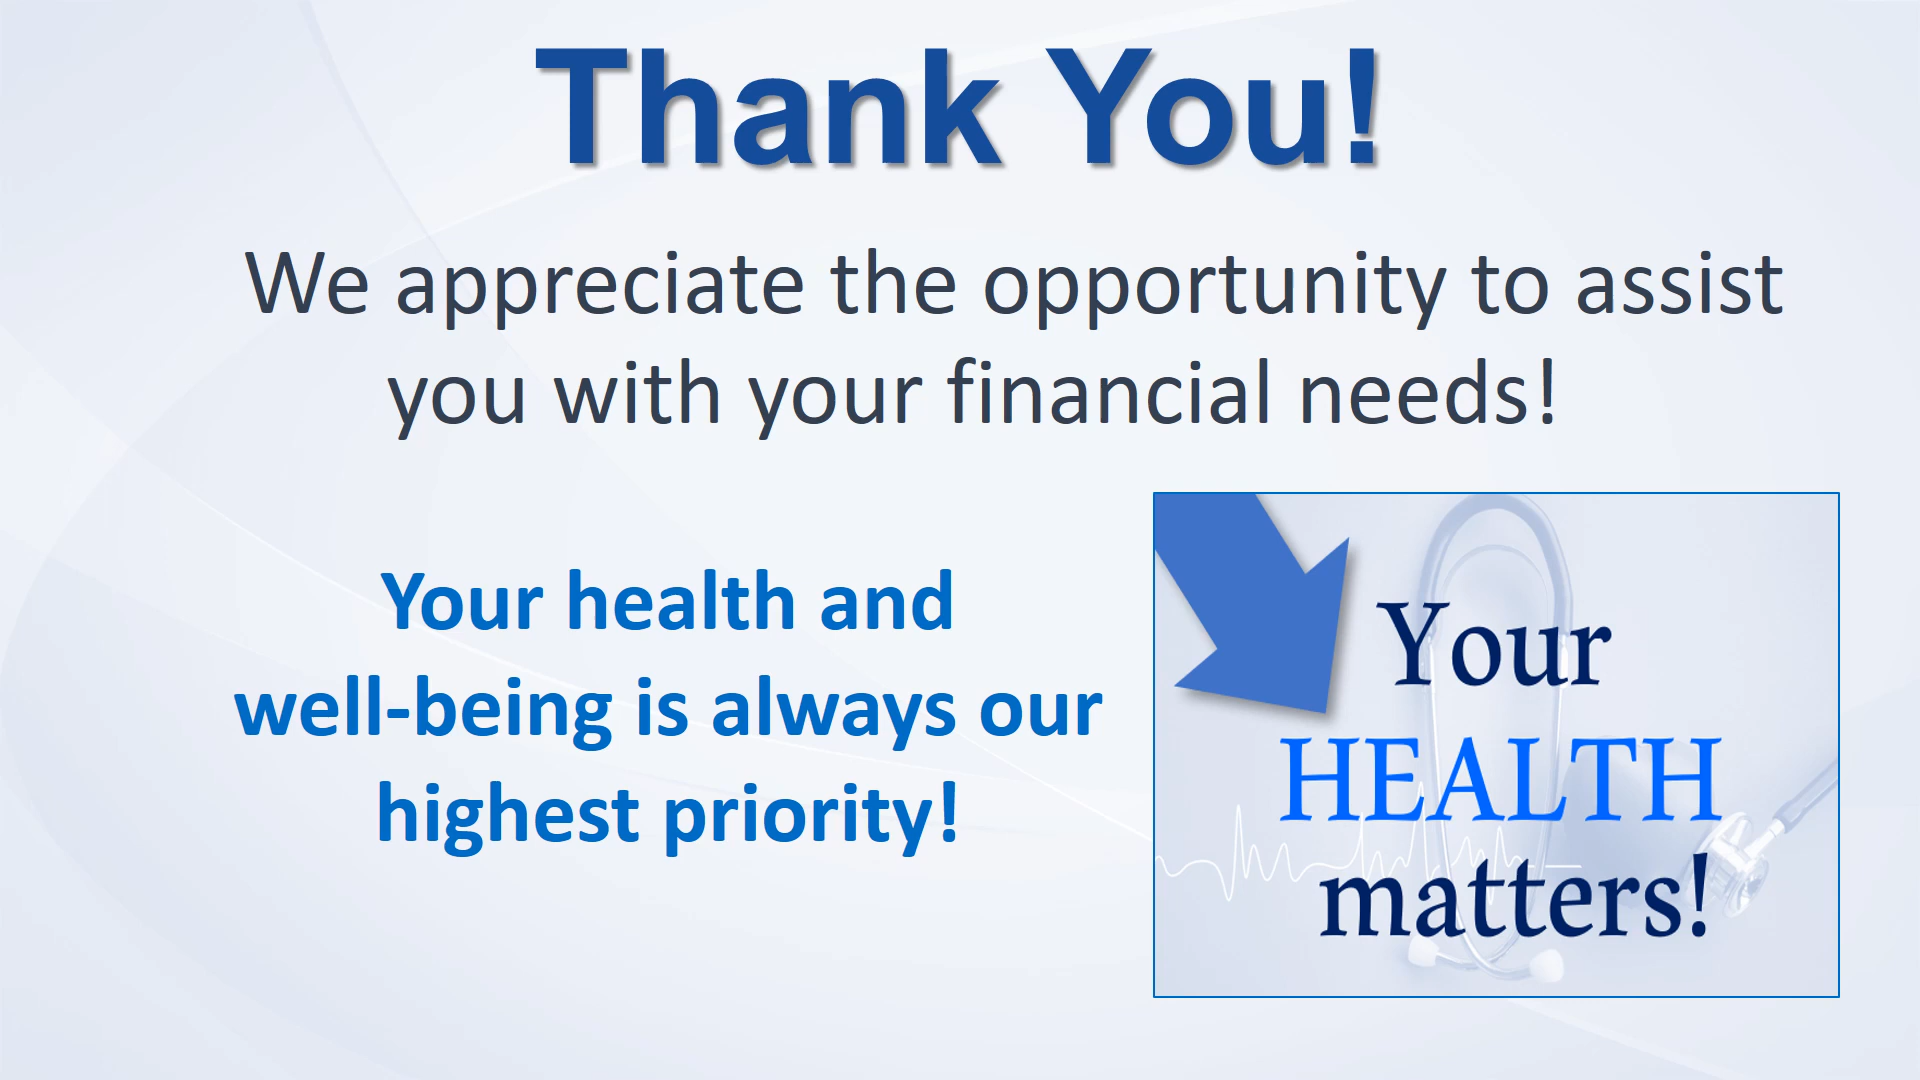 Thank You!
We appreciate the opportunity to assist
you with your financial needs!
Your health and
well-being is always our
highest priority!
Your
HEALTH
matters!